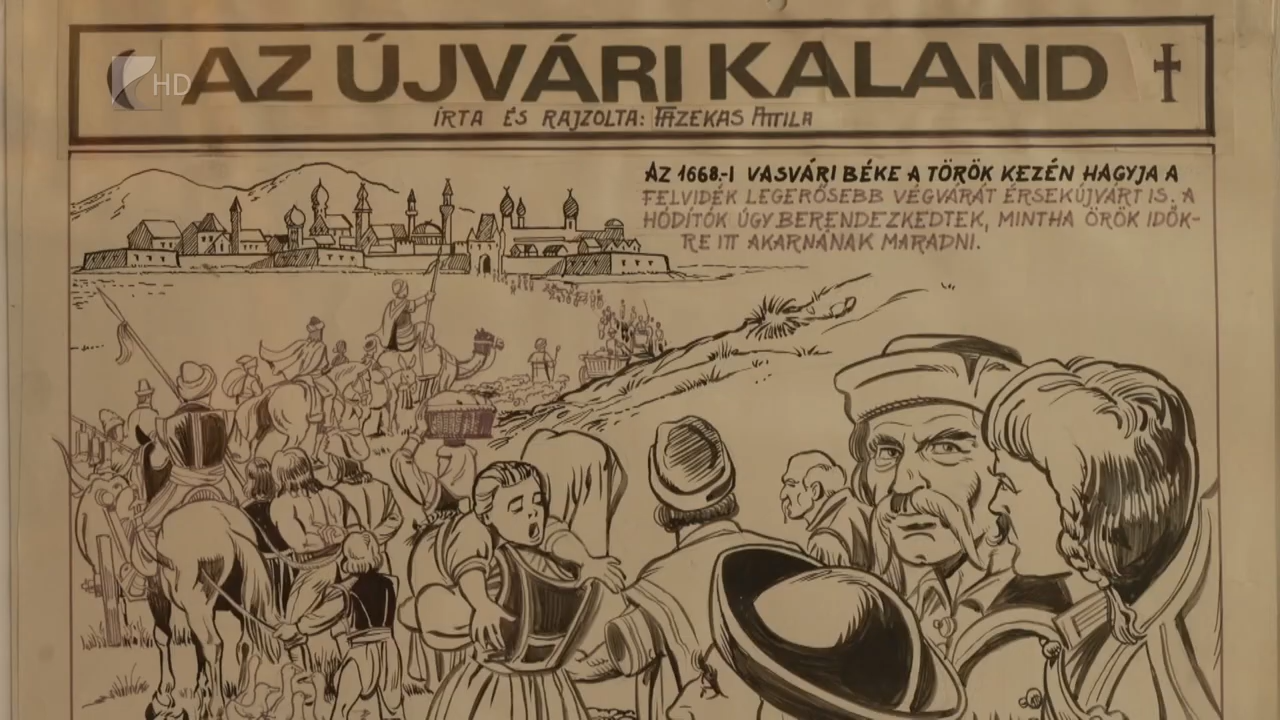 HD
AZ ÚJVÁRI KALAND
ÍRTA ÉS RAJZOLTA: FAZEKAS ATTILA
AZ 1668.-I VASVÁRI BÉKE A TÖRÖK KEZÉN HAGYJA A
FELVIDÉK LEGERŐSEBB VÉGVÁRÁT ÉRSEKÚJVÁRT IS. A
HÓDÍTÓK ÚGY BERENDEZKEDTEK, MINTHA ÖRÖK IDŐK-
RE ITT AKARNÁNAK MARADNI.